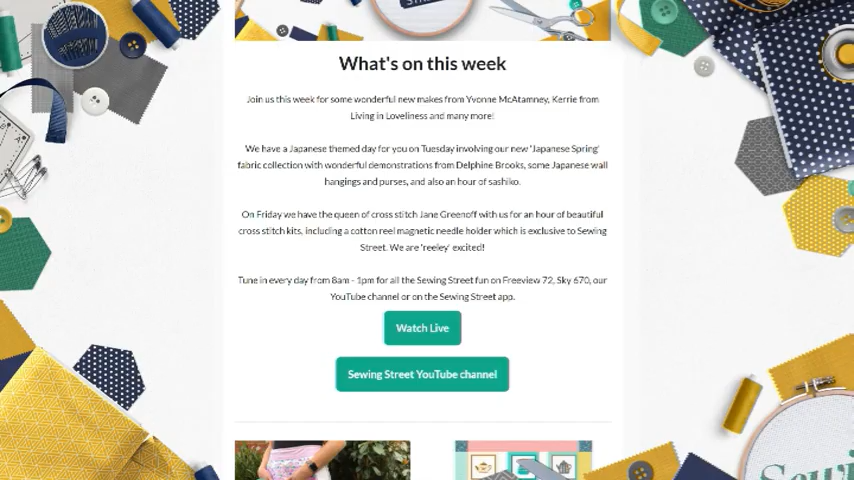 What's on this week
Join us this week for some wonderful new makes from Yvonne McAtamney, Kerrie from
Living in Loveliness and many more!
We have a Japanese themed day for you on Tuesday involving our new 'Japanese Spring'
fabric collection with wonderful demonstrations from Delphine Brooks, some Japanese wall
hangings and purses, and also an hour of sashiko.
On Friday we have the queen of cross stitch Jane Greenoff with us for an hour of beautiful
cross stitch kits, including a cotton reel magnetic needle holder which is exclusive to Sewing
Street. We are 'reeley' excited!
Tune in every day from 8am - 1pm for all the Sewing Street fun on Freeview 72, Sky 670, our
YouTube channel or on the Sewing Street app.
Watch Live
Sewing Street YouTube channel